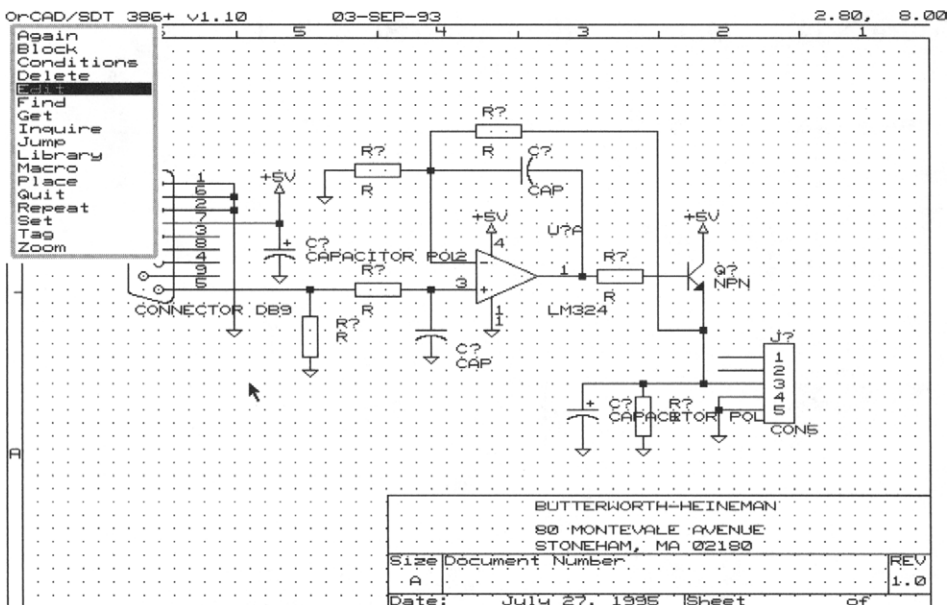 OrCAD/SDT 386+ v1.10 03-SEP-93 2.80, 8.00
Again
Block
Conditions
Delete
Edit
Find
Get
Inquire
Jump
Library
Macro
Place
Quit
Repeat
Set
Tag
Zoom
5 4 3 2 1
R?
R
R?
R
C?
CAP
1
6
2
7
3
8
4
9
5
CONNECTOR DB9
+5V
C?
CAPACITOR POL2
+
R?
R
R?
R
C?
CAP
+5V
4
U?A
-
+
3
1
1
1
LM324
R?
R
+5V
Q?
NPN
J?
1
2
3
4
5
CON5
+
C?
CAPACITOR POL
R?
A
BUTTERWORTH-HEINEMAN
80 MONTEVALE AVENUE
STONEHAM, MA 02180
Size Document Number REV
A 1.0
Date: July 27, 1995 Sheet of